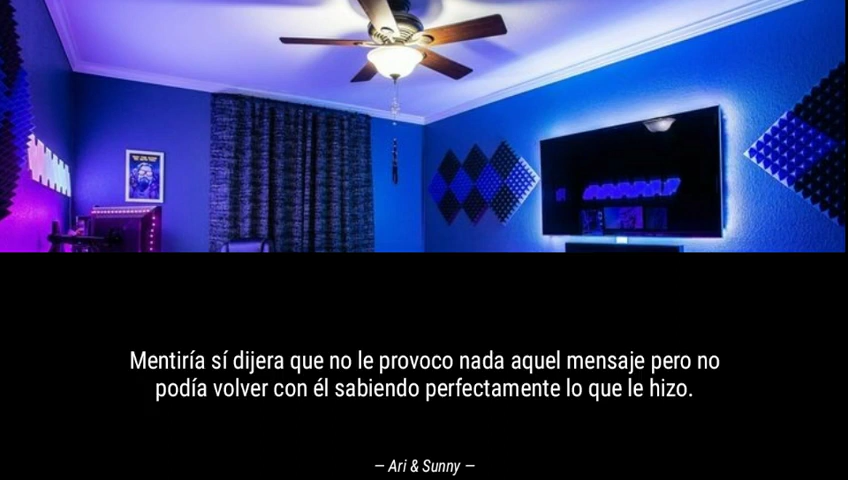 Mentiría sí dijera que no le provoco nada aquel mensaje pero no
podía volver con él sabiendo perfectamente lo que le hizo.
— Ari & Sunny —